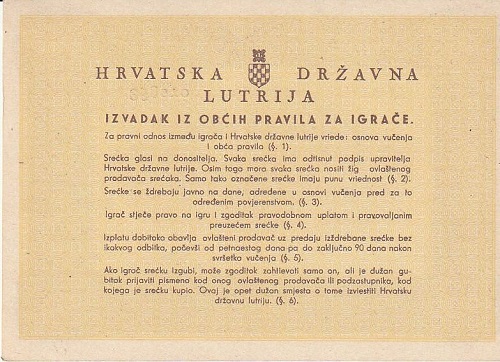 HRVATSKA DRŽAVNA
LUTRIJA
IZVADAK IZ OBĆIH PRAVILA ZA IGRAČE.
Za pravni odnos između igrača i Hrvatske državne lutrije vriede: osnova vučenja
i obća pravila (§. 1).
Srećka glasi na donositelja. Svaka srećka ima odtisnut podpis upravitelja
Hrvatske državne lutrije. Osim toga mora svaka srećka nositi žig ovlaštenog
prodavača srećaka. Samo tako označene srećke imaju punu vriednost (§. 2).
Srećke se ždrebaju javno na dane, određene u osnovi vučenja pred za to
određenim povjerenstvom. (§. 3).
Igrač stječe pravo na igru i zgoditak pravodobnom uplatom i pravovaljanim
preuzećem srećke (§. 4).
Izplatu dobitaka obavlja ovlašteni prodavač uz predaju izždrebane srećke bez
ikakvog odbitka, počevši od petnaestog dana pa do zaključno 90 dana nakon
svršetka vučenja (§. 5).
Ako igrač srećku izgubi, može zgoditak zahtievati samo on, ali je dužan gu-
bitak prijaviti pismeno kod onog ovlaštenog prodavača ili podzastupnika, kod
kojega je srećku kupio. Ovaj je opet dužan smjesta o tome izviestiti Hrvatsku
državnu lutriju. (§. 6).